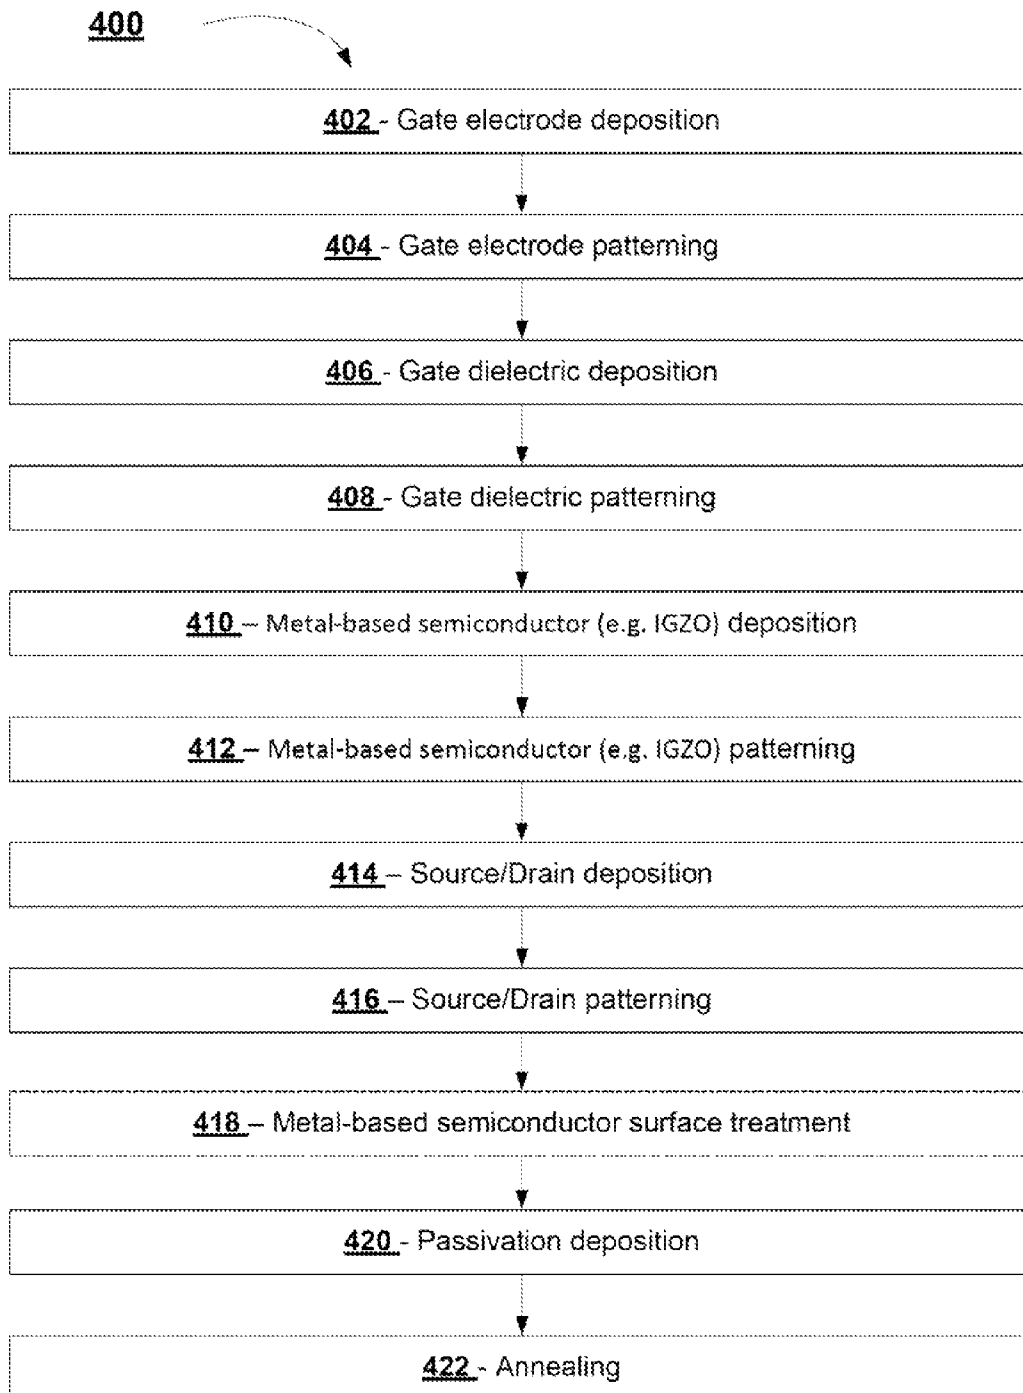 400
402 - Gate electrode deposition
404 - Gate electrode patterning
406 - Gate dielectric deposition
408 - Gate dielectric patterning
410 – Metal-based semiconductor (e.g. IGZO) deposition
412 – Metal-based semiconductor (e.g. IGZO) patterning
414 – Source/Drain deposition
416 – Source/Drain patterning
418 – Metal-based semiconductor surface treatment
420 - Passivation deposition
422 - Annealing